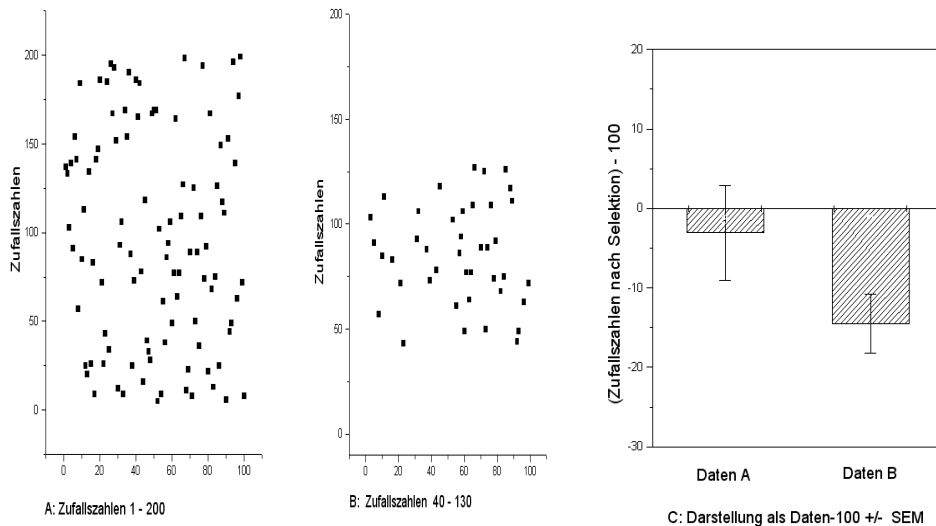 Zufallszahlen
200
150
100
50
0
0 20 40 60 80 100
A: Zufallszahlen 1 - 200
Zufallszahlen
200
150
100
50
0
0 20 40 60 80 100
B: Zufallszahlen 40 - 130
(Zufallszahlen nach Selektion) - 100
20
10
0
-10
-20
-30
Daten A Daten B
C: Darstellung als Daten-100 +/- SEM